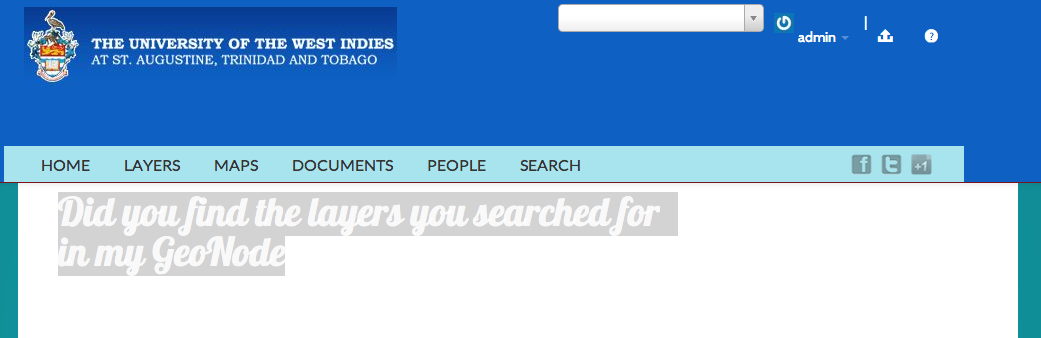 THE UNIVERSITY OF THE WEST INDIES
AT ST. AUGUSTINE, TRINIDAD AND TOBAGO
admin
|
?
HOME LAYERS MAPS DOCUMENTS PEOPLE SEARCH
f t +1
Did you find the layers you searched for
in my GeoNode